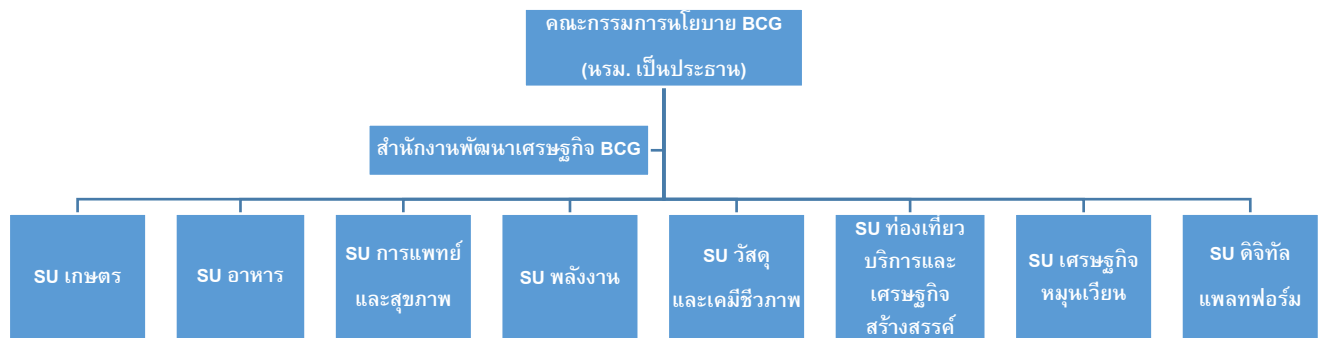 คณะกรรมการนโยบาย BCG
(นรม. เป็นประธาน)
สำนักงานพัฒนาเศรษฐกิจ BCG
SU เกษตร
SU อาหาร
SU การแพทย์
และสุขภาพ
SU พลังงาน
SU วัสดุ
และเคมีชีวภาพ
SU ท่องเที่ยว
บริการและ
เศรษฐกิจ
สร้างสรรค์
SU เศรษฐกิจ
หมุนเวียน
SU ดิจิทัล
แพลทฟอร์ม